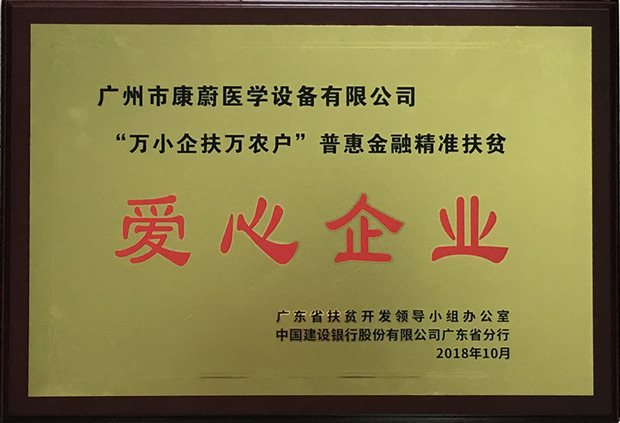 广州市康蔚医学设备有限公司
“万小企扶万农户”普惠金融精准扶贫
爱心企业
广东省扶贫开发领导小组办公室
中国建设银行股份有限公司广东省分行
2018年10月